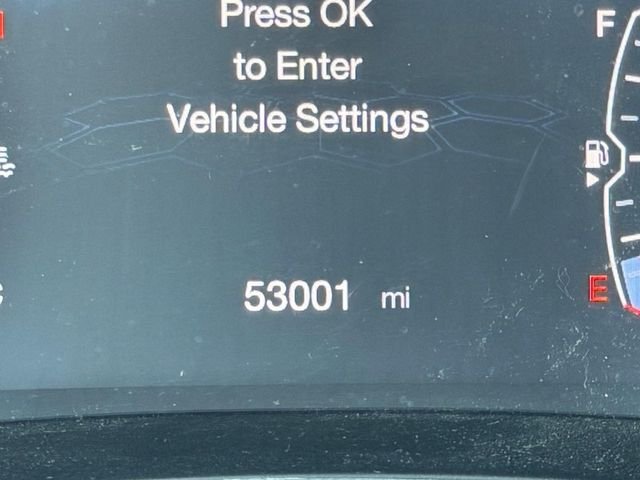 Press OK
to Enter
Vehicle Settings
F
53001 mi
E